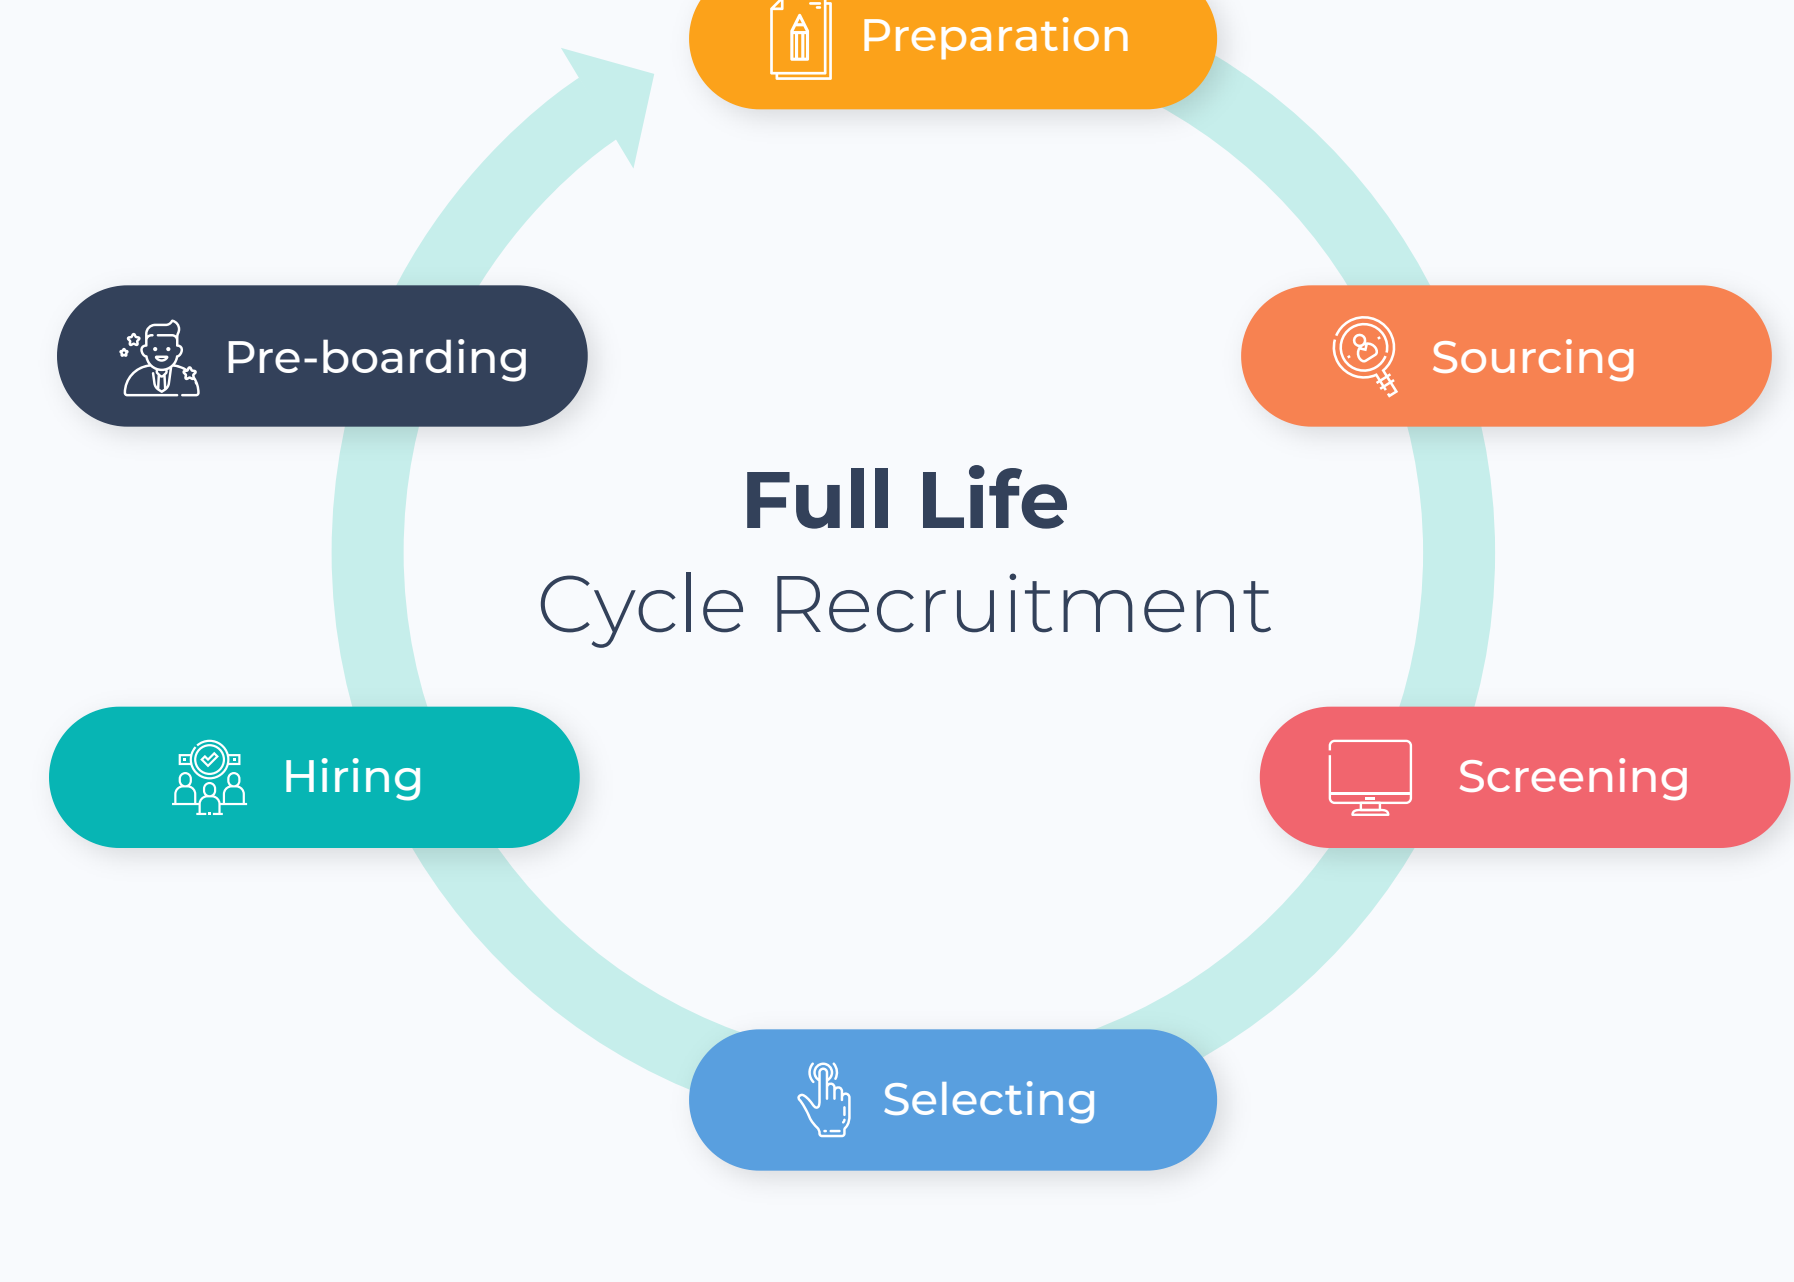 Preparation
Pre-boarding
Sourcing
Full Life
Cycle Recruitment
Hiring
Screening
Selecting